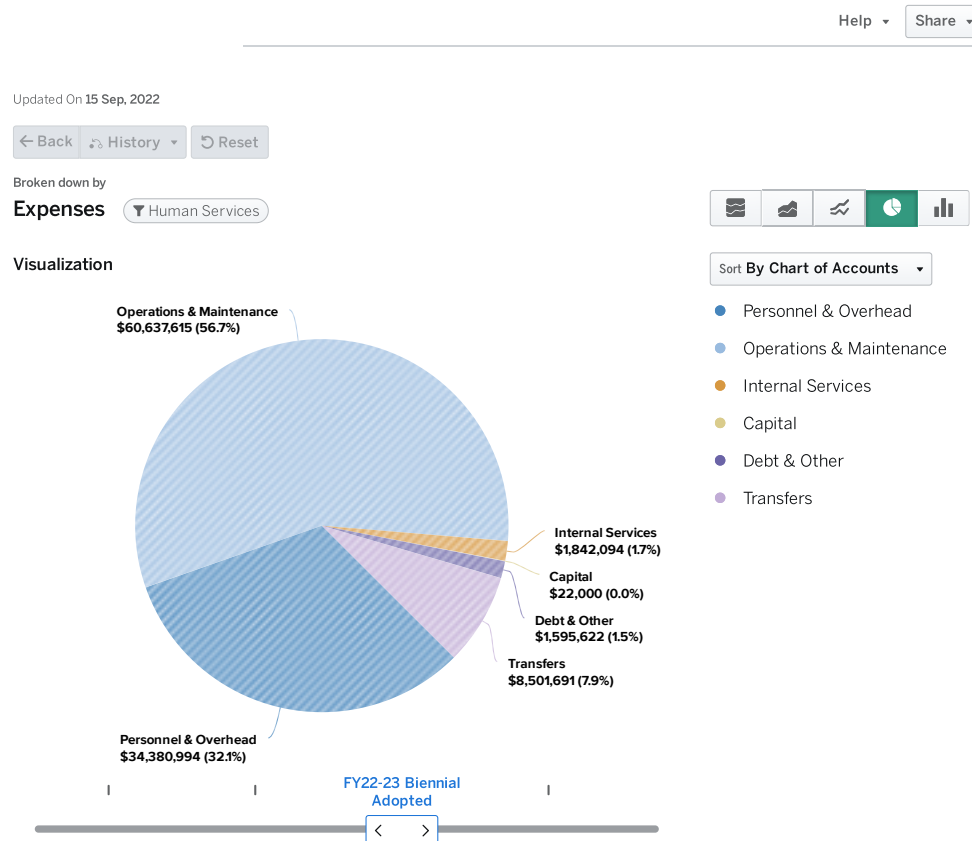 Help
Share
Updated On 15 Sep, 2022
Back
History
Reset
Broken down by
Expenses
Human Services
Visualization
Sort By Chart of Accounts
Personnel & Overhead
Operations & Maintenance
Internal Services
Capital
Debt & Other
Transfers
Operations & Maintenance
$60,637,615 (56.7%)
Internal Services
$1,842,094 (1.7%)
Capital
$22,000 (0.0%)
Debt & Other
$1,595,622 (1.5%)
Transfers
$8,501,691 (7.9%)
Personnel & Overhead
$34,380,994 (32.1%)
FY22-23 Biennial
Adopted